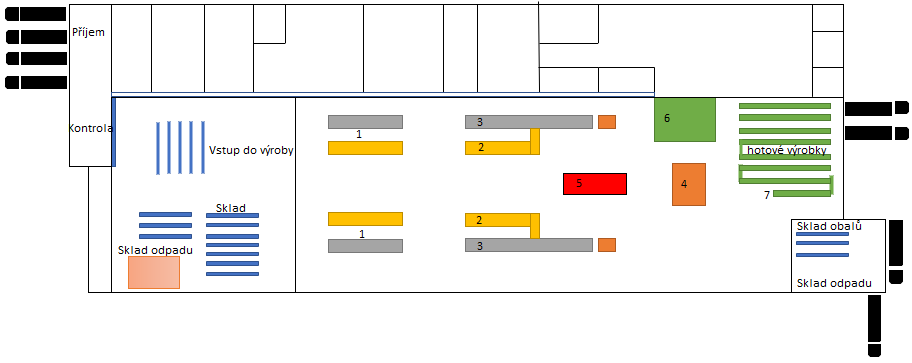 Příjem
Kontrola
Vstup do výroby
Sklad
Sklad odpadu
1
3
2
6
hotové výrobky
5
4
7
1
2
3
Sklad obalů
Sklad odpadu